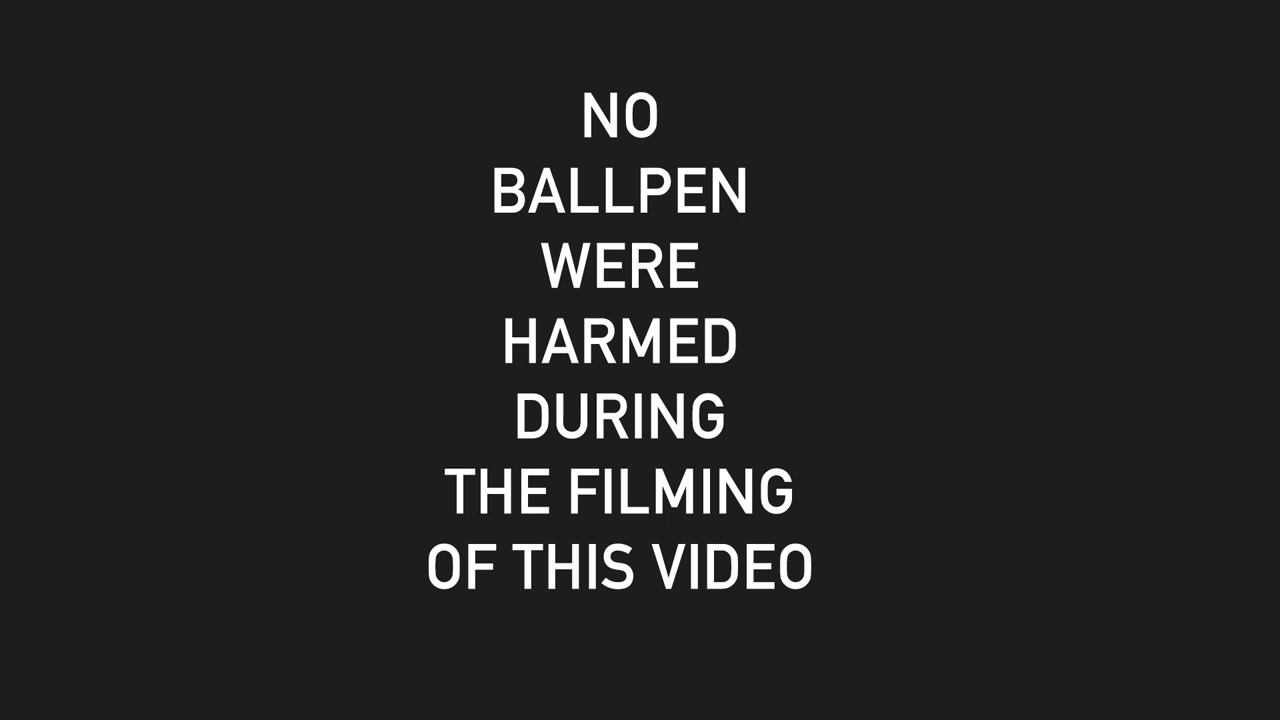 NO
BALLPEN
WERE
HARMED
DURING
THE FILMING
OF THIS VIDEO